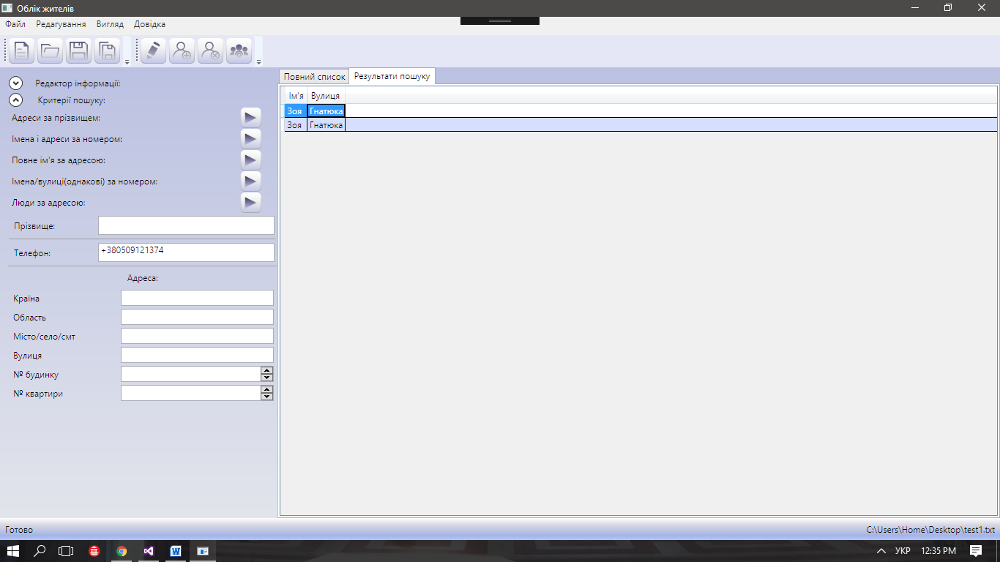 Облік жителів
Файл Редагування Вигляд Довідка
Редактор інформації:
Критерії пошуку:
Адреси за прізвищем:
Імена і адреси за номером:
Повне ім'я за адресою:
Імена/вулиці(однакові) за номером:
Люди за адресою:
Прізвище:
Телефон: +380509121374
Адреса:
Країна
Область
Місто/село/смт
Вулиця
№ будинку
№ квартири
Повний список Результати пошуку
Ім'я Вулиця
Зоя Гнатюка
Зоя Гнатюка
Готово C:\Users\Home\Desktop\test1.txt
УКР 12:35 PM